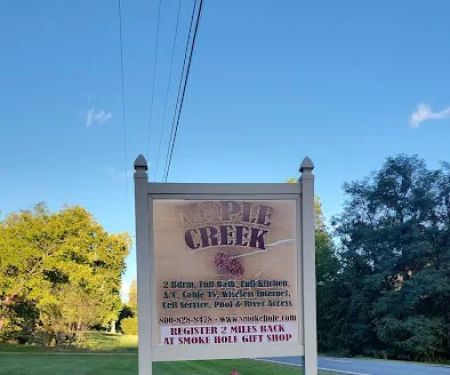 MAPLE
CREEK
2 Bdrm, Full Bath, Full Kitchen,
A/C, Cable TV, Wireless Internet,
Cell Service, Pool & River Access
800-828-8478 - www.smokehole.com
REGISTER 2 MILES BACK
AT SMOKE HOLE GIFT SHOP